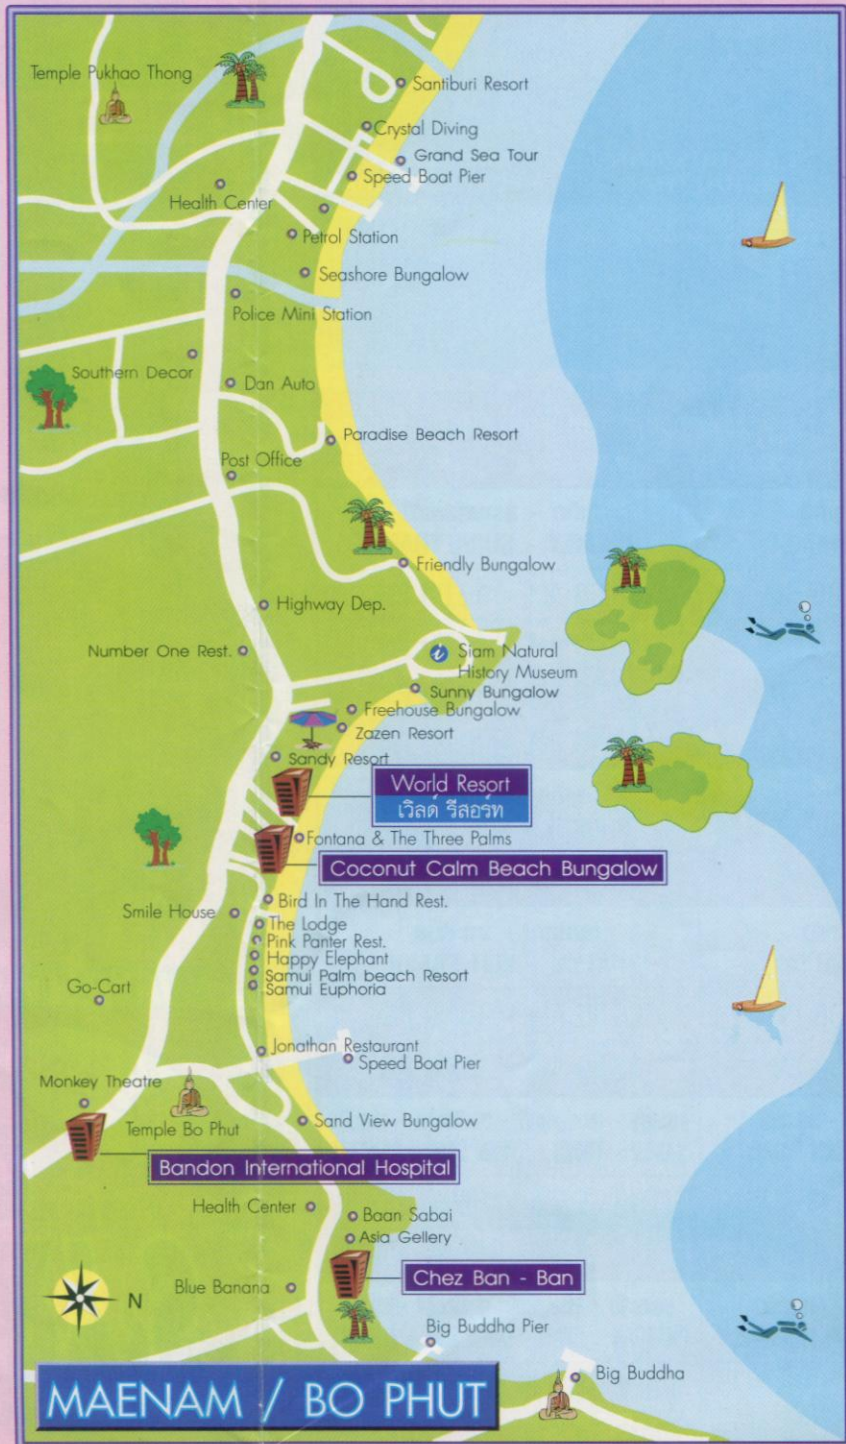 Temple Pukhao Thong
Santiburi Resort
Crystal Diving
Grand Sea Tour
Speed Boat Pier
Health Center
Petrol Station
Seashore Bungalow
Police Mini Station
Southern Decor
Dan Auto
Paradise Beach Resort
Post Office
Friendly Bungalow
Highway Dep.
Number One Rest.
i
Siam Natural
History Museum
Sunny Bungalow
Freehouse Bungalow
Zazen Resort
Sandy Resort
World Resort
เวิลด์ รีสอร์ท
Fontana & The Three Palms
Coconut Calm Beach Bungalow
Bird In The Hand Rest.
Smile House
The Lodge
Pink Panter Rest.
Happy Elephant
Samui Palm beach Resort
Samui Euphoria
Go-Cart
Jonathan Restaurant
Speed Boat Pier
Monkey Theatre
Temple Bo Phut
Sand View Bungalow
Bandon International Hospital
Health Center
Baan Sabai
Asia Gellery
Chez Ban - Ban
Blue Banana
N
Big Buddha Pier
Big Buddha
MAENAM / BO PHUT